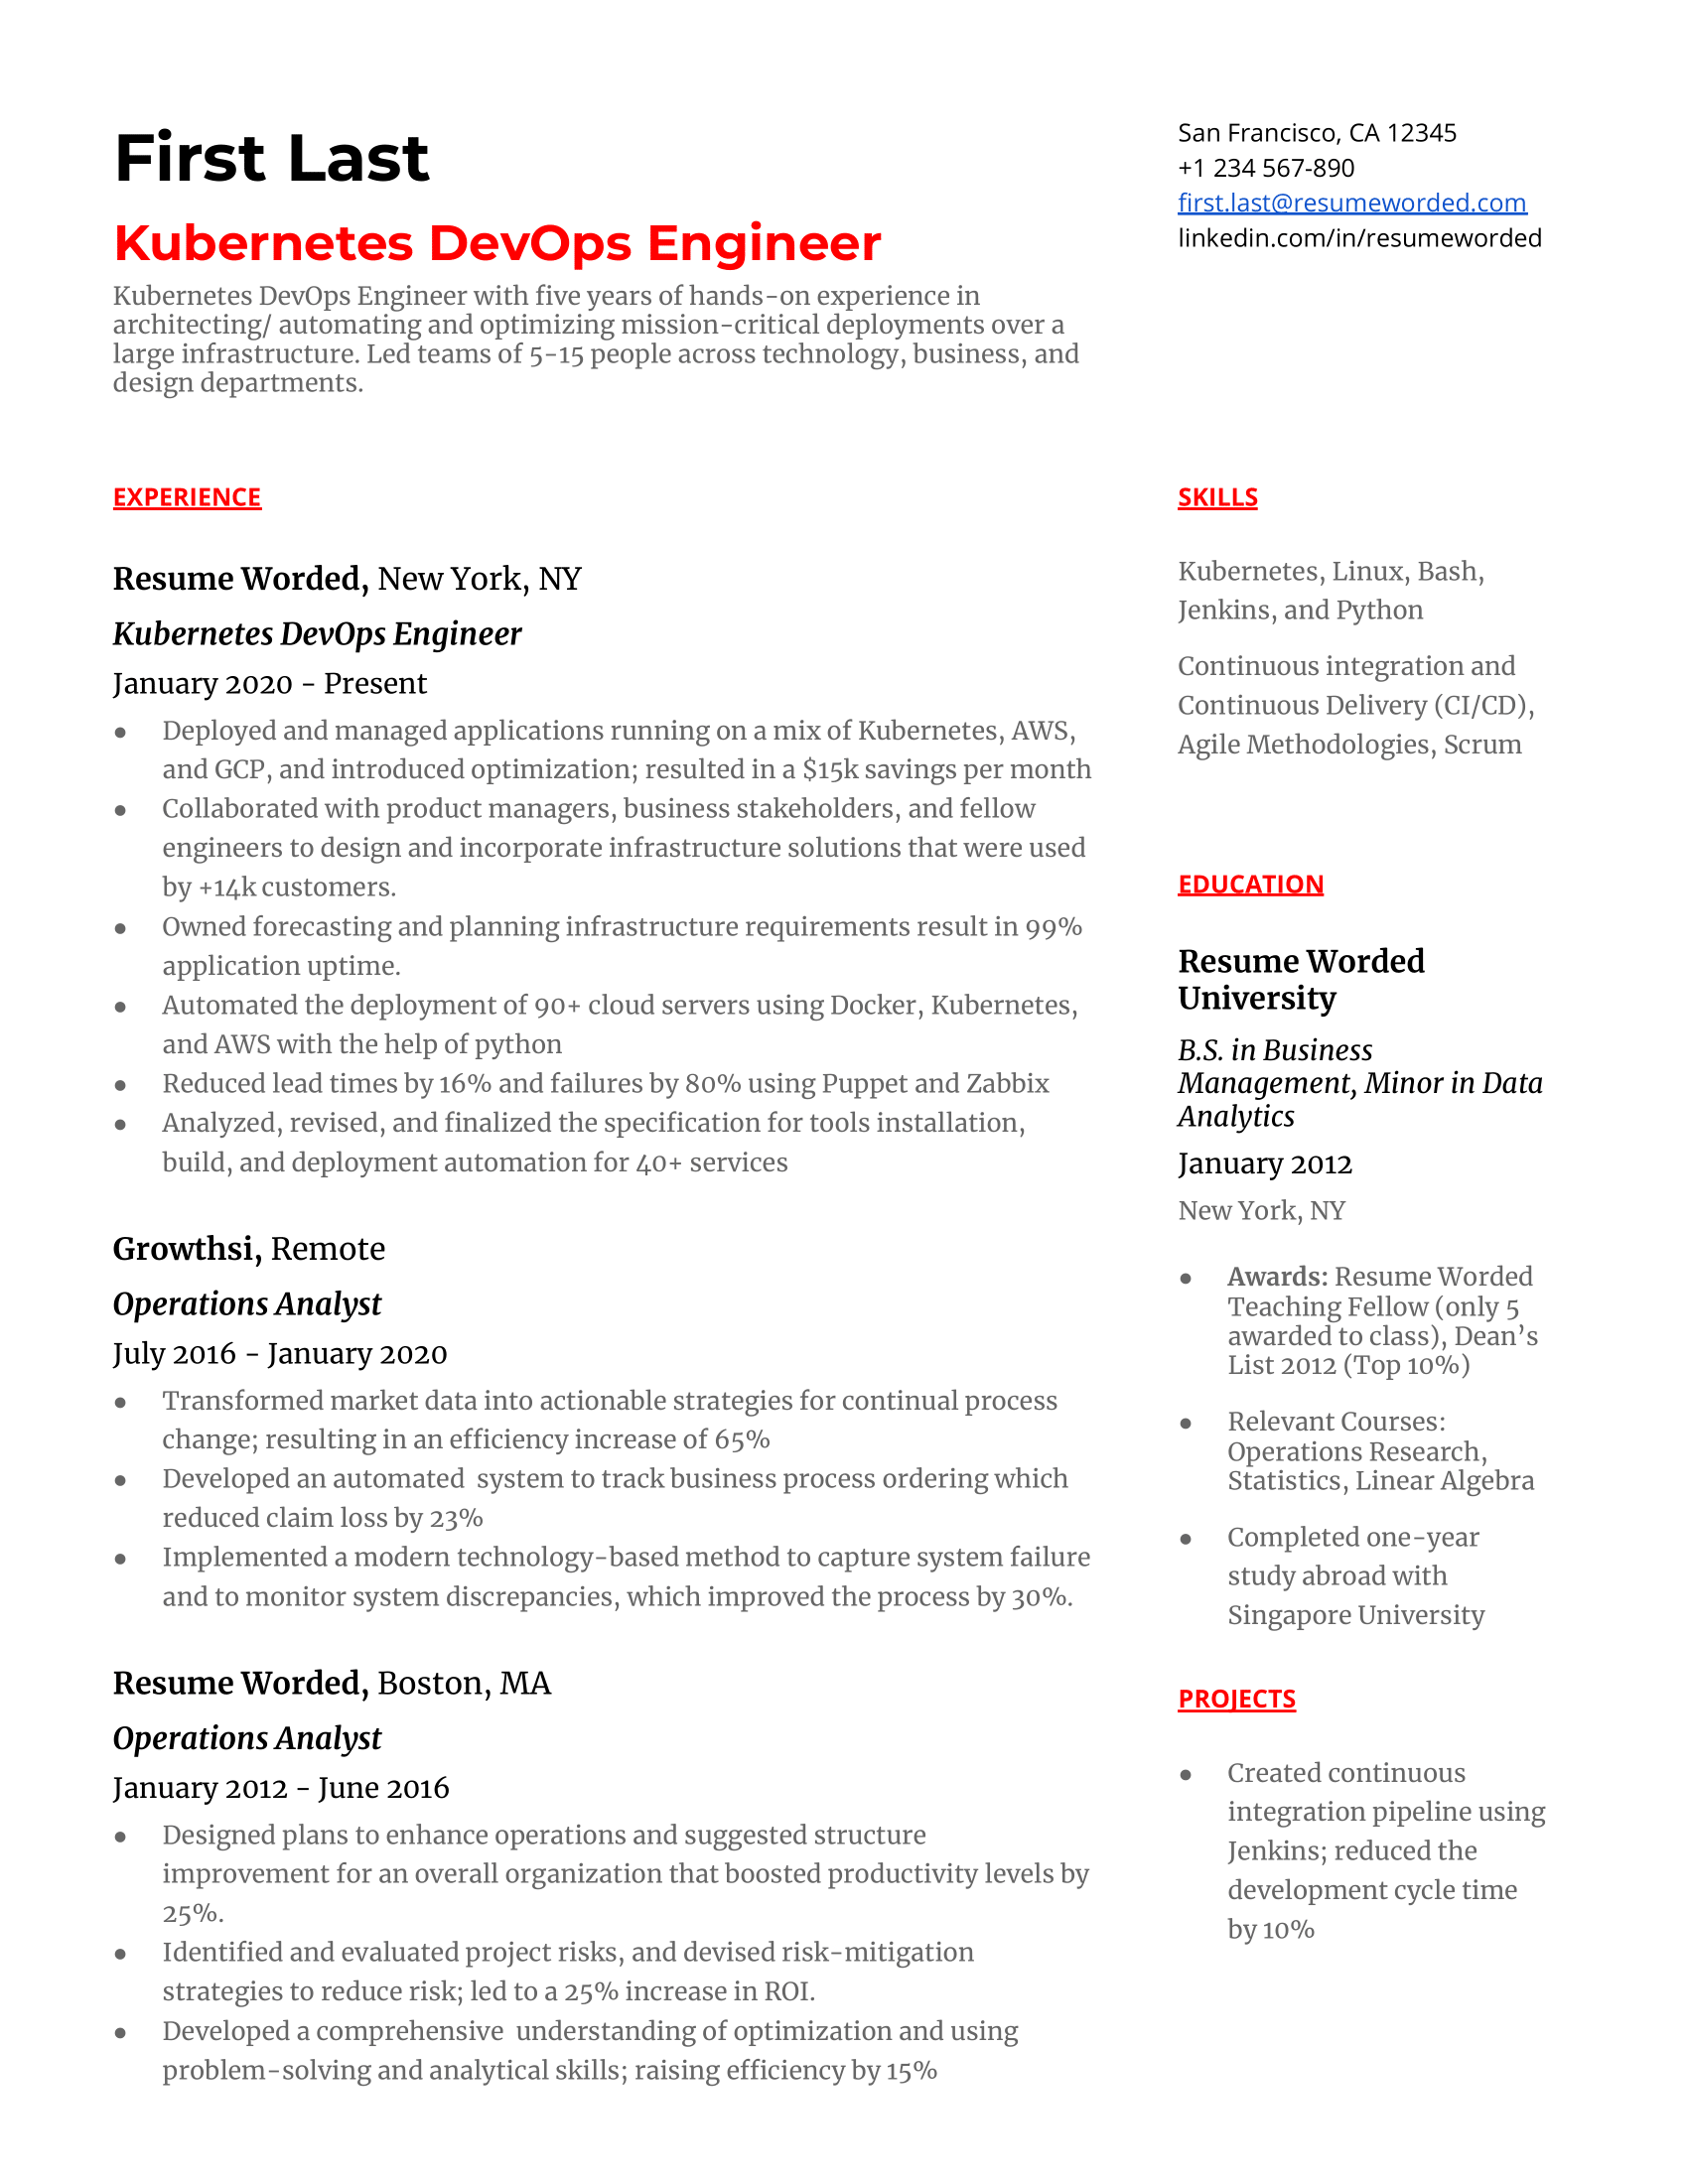 First Last
Kubernetes DevOps Engineer
Kubernetes DevOps Engineer with five years of hands-on experience in
architecting/ automating and optimizing mission-critical deployments over a
large infrastructure. Led teams of 5-15 people across technology, business, and
design departments.
San Francisco, CA 12345
+1 234 567-890
first.last@resumeworded.com
linkedin.com/in/resumeworded
EXPERIENCE
Resume Worded, New York, NY
Kubernetes DevOps Engineer
January 2020 - Present
● Deployed and managed applications running on a mix of Kubernetes, AWS,
and GCP, and introduced optimization; resulted in a $15k savings per month
● Collaborated with product managers, business stakeholders, and fellow
engineers to design and incorporate infrastructure solutions that were used
by +14k customers.
● Owned forecasting and planning infrastructure requirements result in 99%
application uptime.
● Automated the deployment of 90+ cloud servers using Docker, Kubernetes,
and AWS with the help of python
● Reduced lead times by 16% and failures by 80% using Puppet and Zabbix
● Analyzed, revised, and finalized the specification for tools installation,
build, and deployment automation for 40+ services
Growthsi, Remote
Operations Analyst
July 2016 - January 2020
● Transformed market data into actionable strategies for continual process
change; resulting in an efficiency increase of 65%
● Developed an automated  system to track business process ordering which
reduced claim loss by 23%
● Implemented a modern technology-based method to capture system failure
and to monitor system discrepancies, which improved the process by 30%.
Resume Worded, Boston, MA
Operations Analyst
January 2012 - June 2016
● Designed plans to enhance operations and suggested structure
improvement for an overall organization that boosted productivity levels by
25%.
● Identified and evaluated project risks, and devised risk-mitigation
strategies to reduce risk; led to a 25% increase in ROI.
● Developed a comprehensive  understanding of optimization and using
problem-solving and analytical skills; raising efficiency by 15%
SKILLS
Kubernetes, Linux, Bash,
Jenkins, and Python
Continuous integration and
Continuous Delivery (CI/CD),
Agile Methodologies, Scrum
EDUCATION
Resume Worded
University
B.S. in Business
Management, Minor in Data
Analytics
January 2012
New York, NY
● Awards: Resume Worded
Teaching Fellow (only 5
awarded to class), Dean’s
List 2012 (Top 10%)
● Relevant Courses:
Operations Research,
Statistics, Linear Algebra
● Completed one-year
study abroad with
Singapore University
PROJECTS
● Created continuous
integration pipeline using
Jenkins; reduced the
development cycle time
by 10%